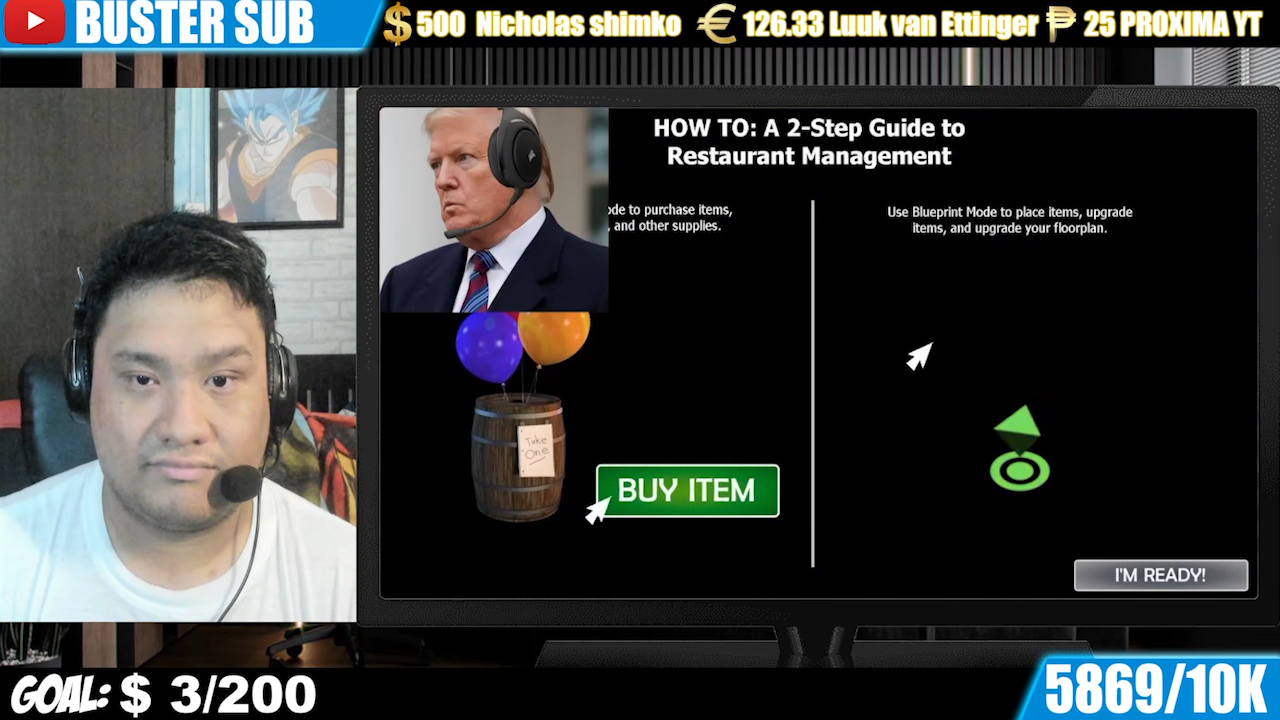 BUSTER SUB
$ 500 Nicholas shimko € 126.33 Luuk van Ettinger ₱ 25 PROXIMA YT
HOW TO: A 2-Step Guide to
Restaurant Management
ode to purchase items,
, and other supplies.
Use Blueprint Mode to place items, upgrade
items, and upgrade your floorplan.
Take
One
BUY ITEM
I'M READY!
GOAL: $ 3/200
5869/10K